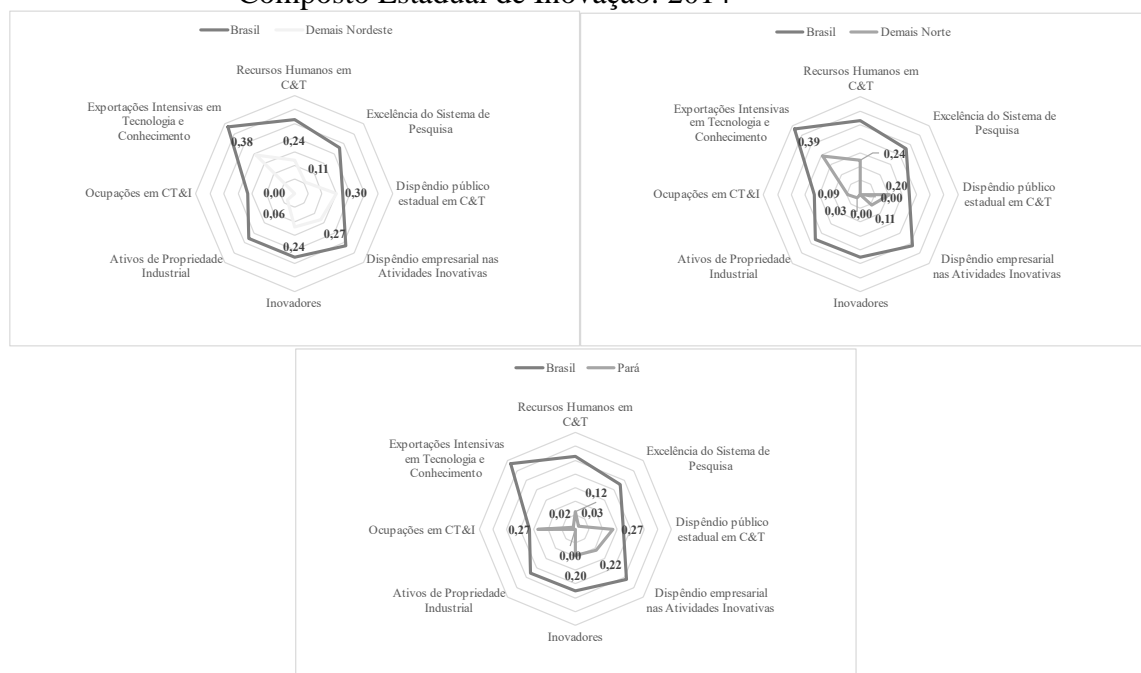 Composto Estadual de Inovação: 2014
Brasil Demais Nordeste
Recursos Humanos em
C&T
Exportações Intensivas em
Tecnologia e
Conhecimento
Excelência do Sistema de
Pesquisa
0,38
0,24
0,11
Ocupações em CT&I
0,00
0,30
Dispêndio público
estadual em C&T
0,06
0,27
0,24
Ativos de Propriedade
Industrial
Dispêndio empresarial nas
Atividades Inovativas
Inovadores
Brasil Demais Norte
Recursos Humanos em
C&T
Exportações Intensivas
em Tecnologia e
Conhecimento
Excelência do Sistema de
Pesquisa
0,39
0,24
Ocupações em CT&I
0,09
0,20
0,00
Dispêndio público
estadual em C&T
0,03
0,00
0,11
Ativos de Propriedade
Industrial
Dispêndio empresarial
nas Atividades Inovativas
Inovadores
Brasil Pará
Recursos Humanos em
C&T
Exportações Intensivas
em Tecnologia e
Conhecimento
Excelência do Sistema de
Pesquisa
0,12
0,02
0,03
Ocupações em CT&I
0,27
0,27
Dispêndio público
estadual em C&T
0,00
0,22
0,20
Ativos de Propriedade
Industrial
Dispêndio empresarial
nas Atividades Inovativas
Inovadores